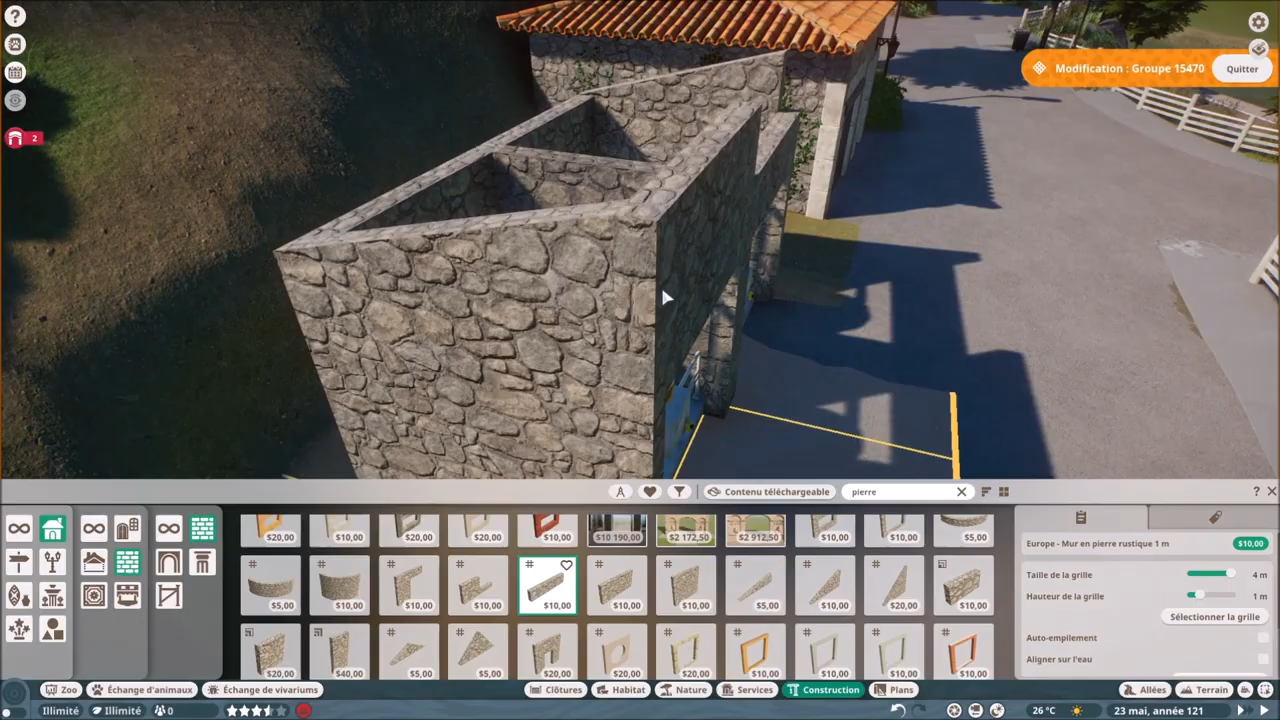 ?
2
Modification : Groupe 15470
Quitter
Contenu téléchargeable
pierre
?
$20,00 $10,00 $20,00 $20,00 $10,00 $10 190,00 $2 172,50 $2 912,50 $10,00 $10,00 $5,00
$5,00 $10,00 $10,00 $10,00 $10,00 $10,00 $10,00 $5,00 $10,00 $20,00 $10,00
$20,00 $40,00 $5,00 $5,00 $10,00 $10,00 $20,00 $10,00 $10,00 $10,00 $10,00
Europe - Mur en pierre rustique 1 m $10,00
Taille de la grille 4 m
Hauteur de la grille 1 m
Sélectionner la grille
Auto-empilement
Aligner sur l'eau
Zoo Échange d'animaux Échange de vivariums Clôtures Habitat Nature Services Construction Plans Allées Terrain
Illimité Illimité 0 26 °C 23 mai, année 121